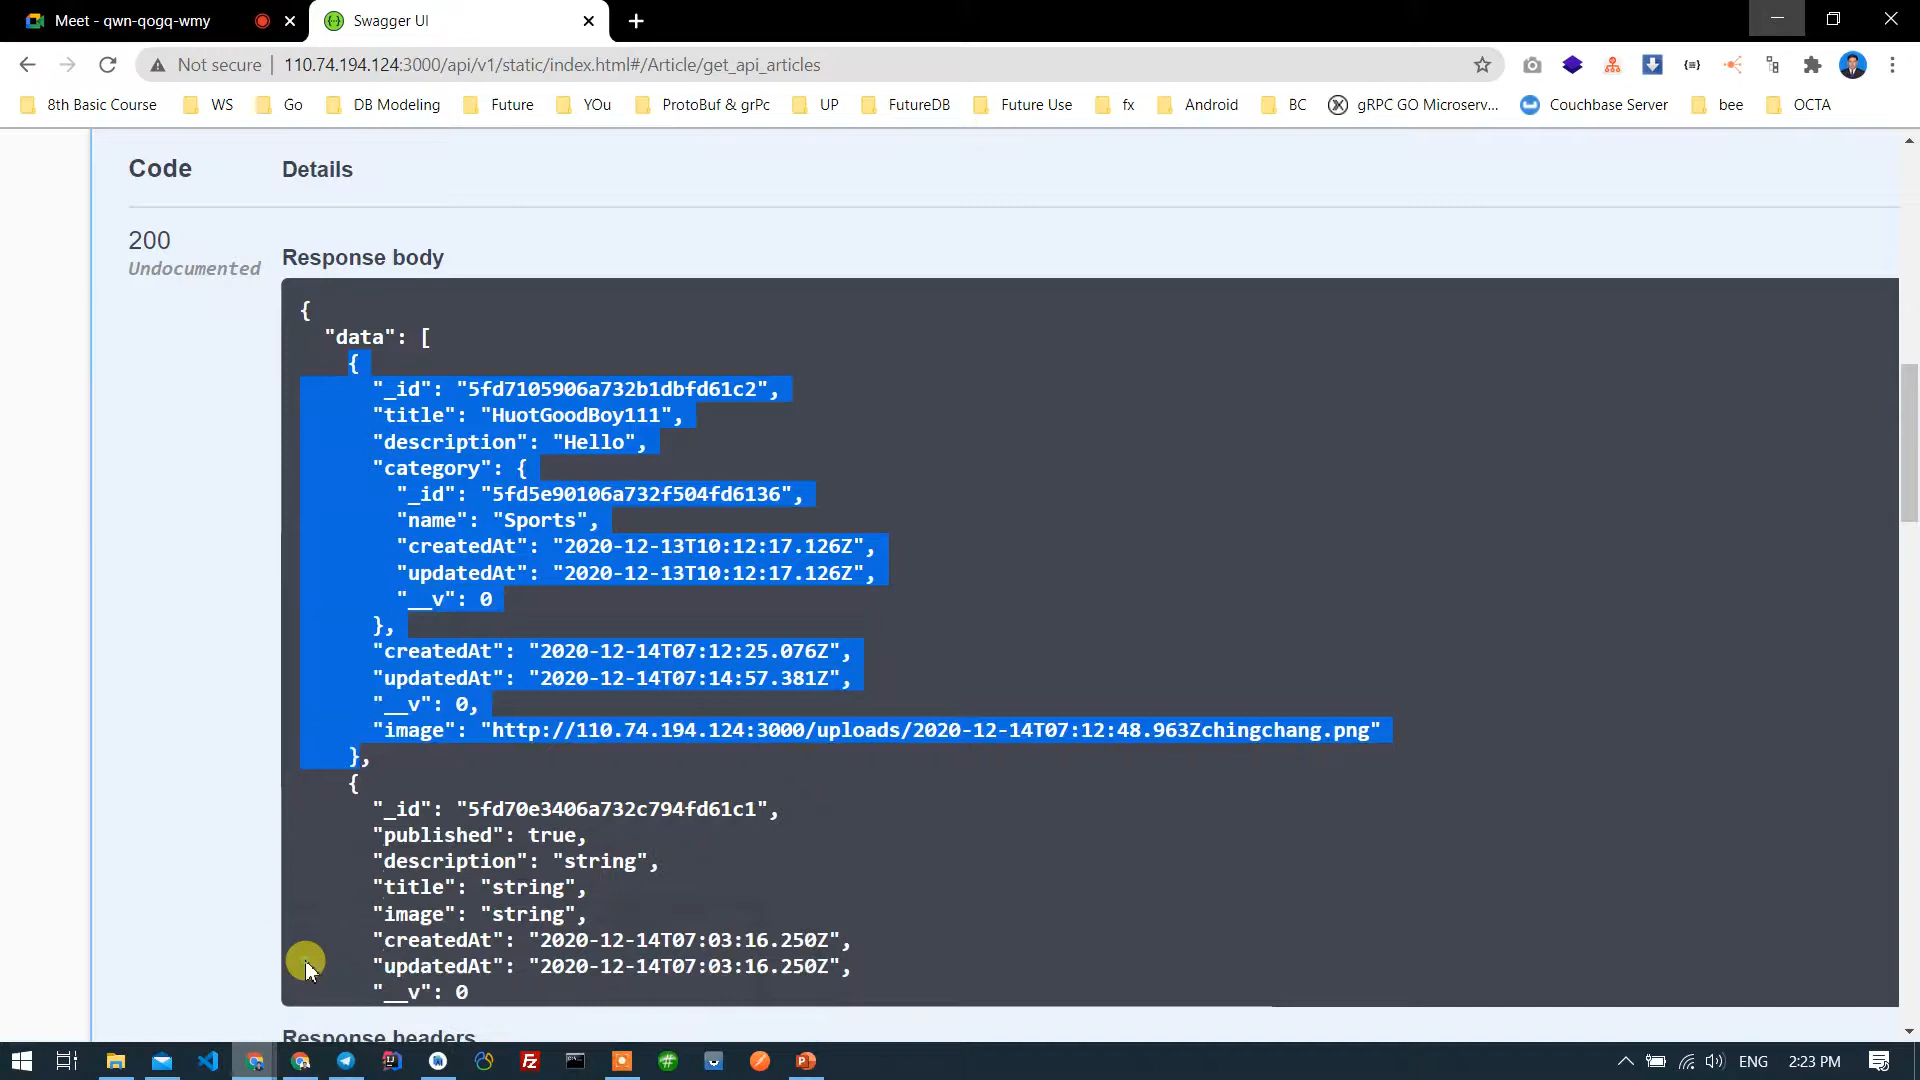 Meet - qwn-qogq-wmy
Swagger UI
Not secure
110.74.194.124:3000/api/v1/static/index.html#/Article/get_api_articles
8th Basic Course
WS
Go
DB Modeling
Future
YOu
ProtoBuf & grPc
UP
FutureDB
Future Use
fx
Android
BC
gRPC GO Microserv...
Couchbase Server
bee
OCTA
Code
Details
200
Undocumented
Response body
{
"data": [
{
"_id": "5fd7105906a732b1dbfd61c2",
"title": "HuotGoodBoy111",
"description": "Hello",
"category": {
"_id": "5fd5e90106a732f504fd6136",
"name": "Sports",
"createdAt": "2020-12-13T10:12:17.126Z",
"updatedAt": "2020-12-13T10:12:17.126Z",
"__v": 0
},
"createdAt": "2020-12-14T07:12:25.076Z",
"updatedAt": "2020-12-14T07:14:57.381Z",
"__v": 0,
"image": "http://110.74.194.124:3000/uploads/2020-12-14T07:12:48.963Zchingchang.png"
},
{
"_id": "5fd70e3406a732c794fd61c1",
"published": true,
"description": "string",
"title": "string",
"image": "string",
"createdAt": "2020-12-14T07:03:16.250Z",
"updatedAt": "2020-12-14T07:03:16.250Z",
"__v": 0
Response headers
ENG
2:23 PM